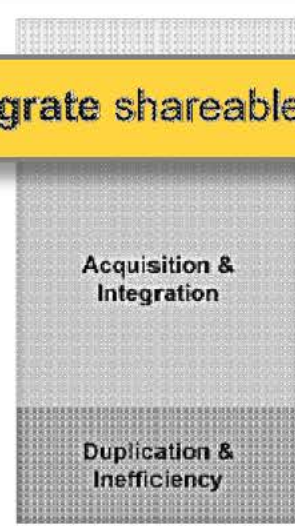 grate shareable
Acquisition &
Integration
Duplication &
Inefficiency